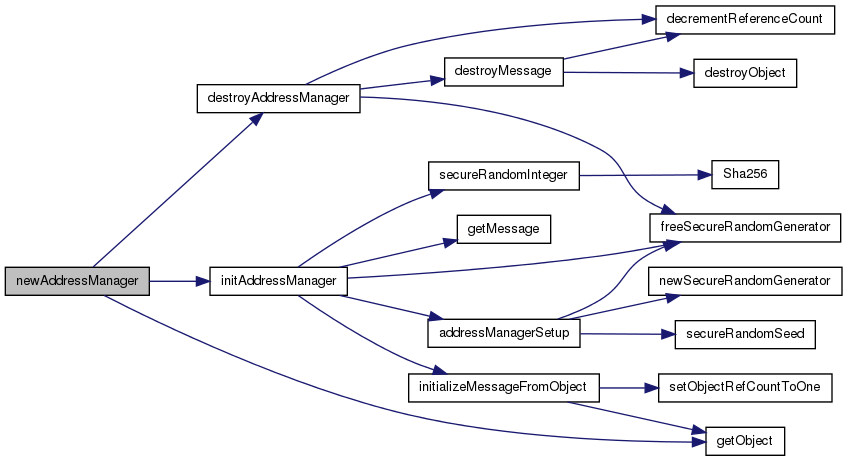 decrementReferenceCount
destroyMessage
destroyObject
destroyAddressManager
secureRandomInteger
Sha256
getMessage
freeSecureRandomGenerator
newAddressManager
initAddressManager
newSecureRandomGenerator
addressManagerSetup
secureRandomSeed
initializeMessageFromObject
setObjectRefCountToOne
getObject